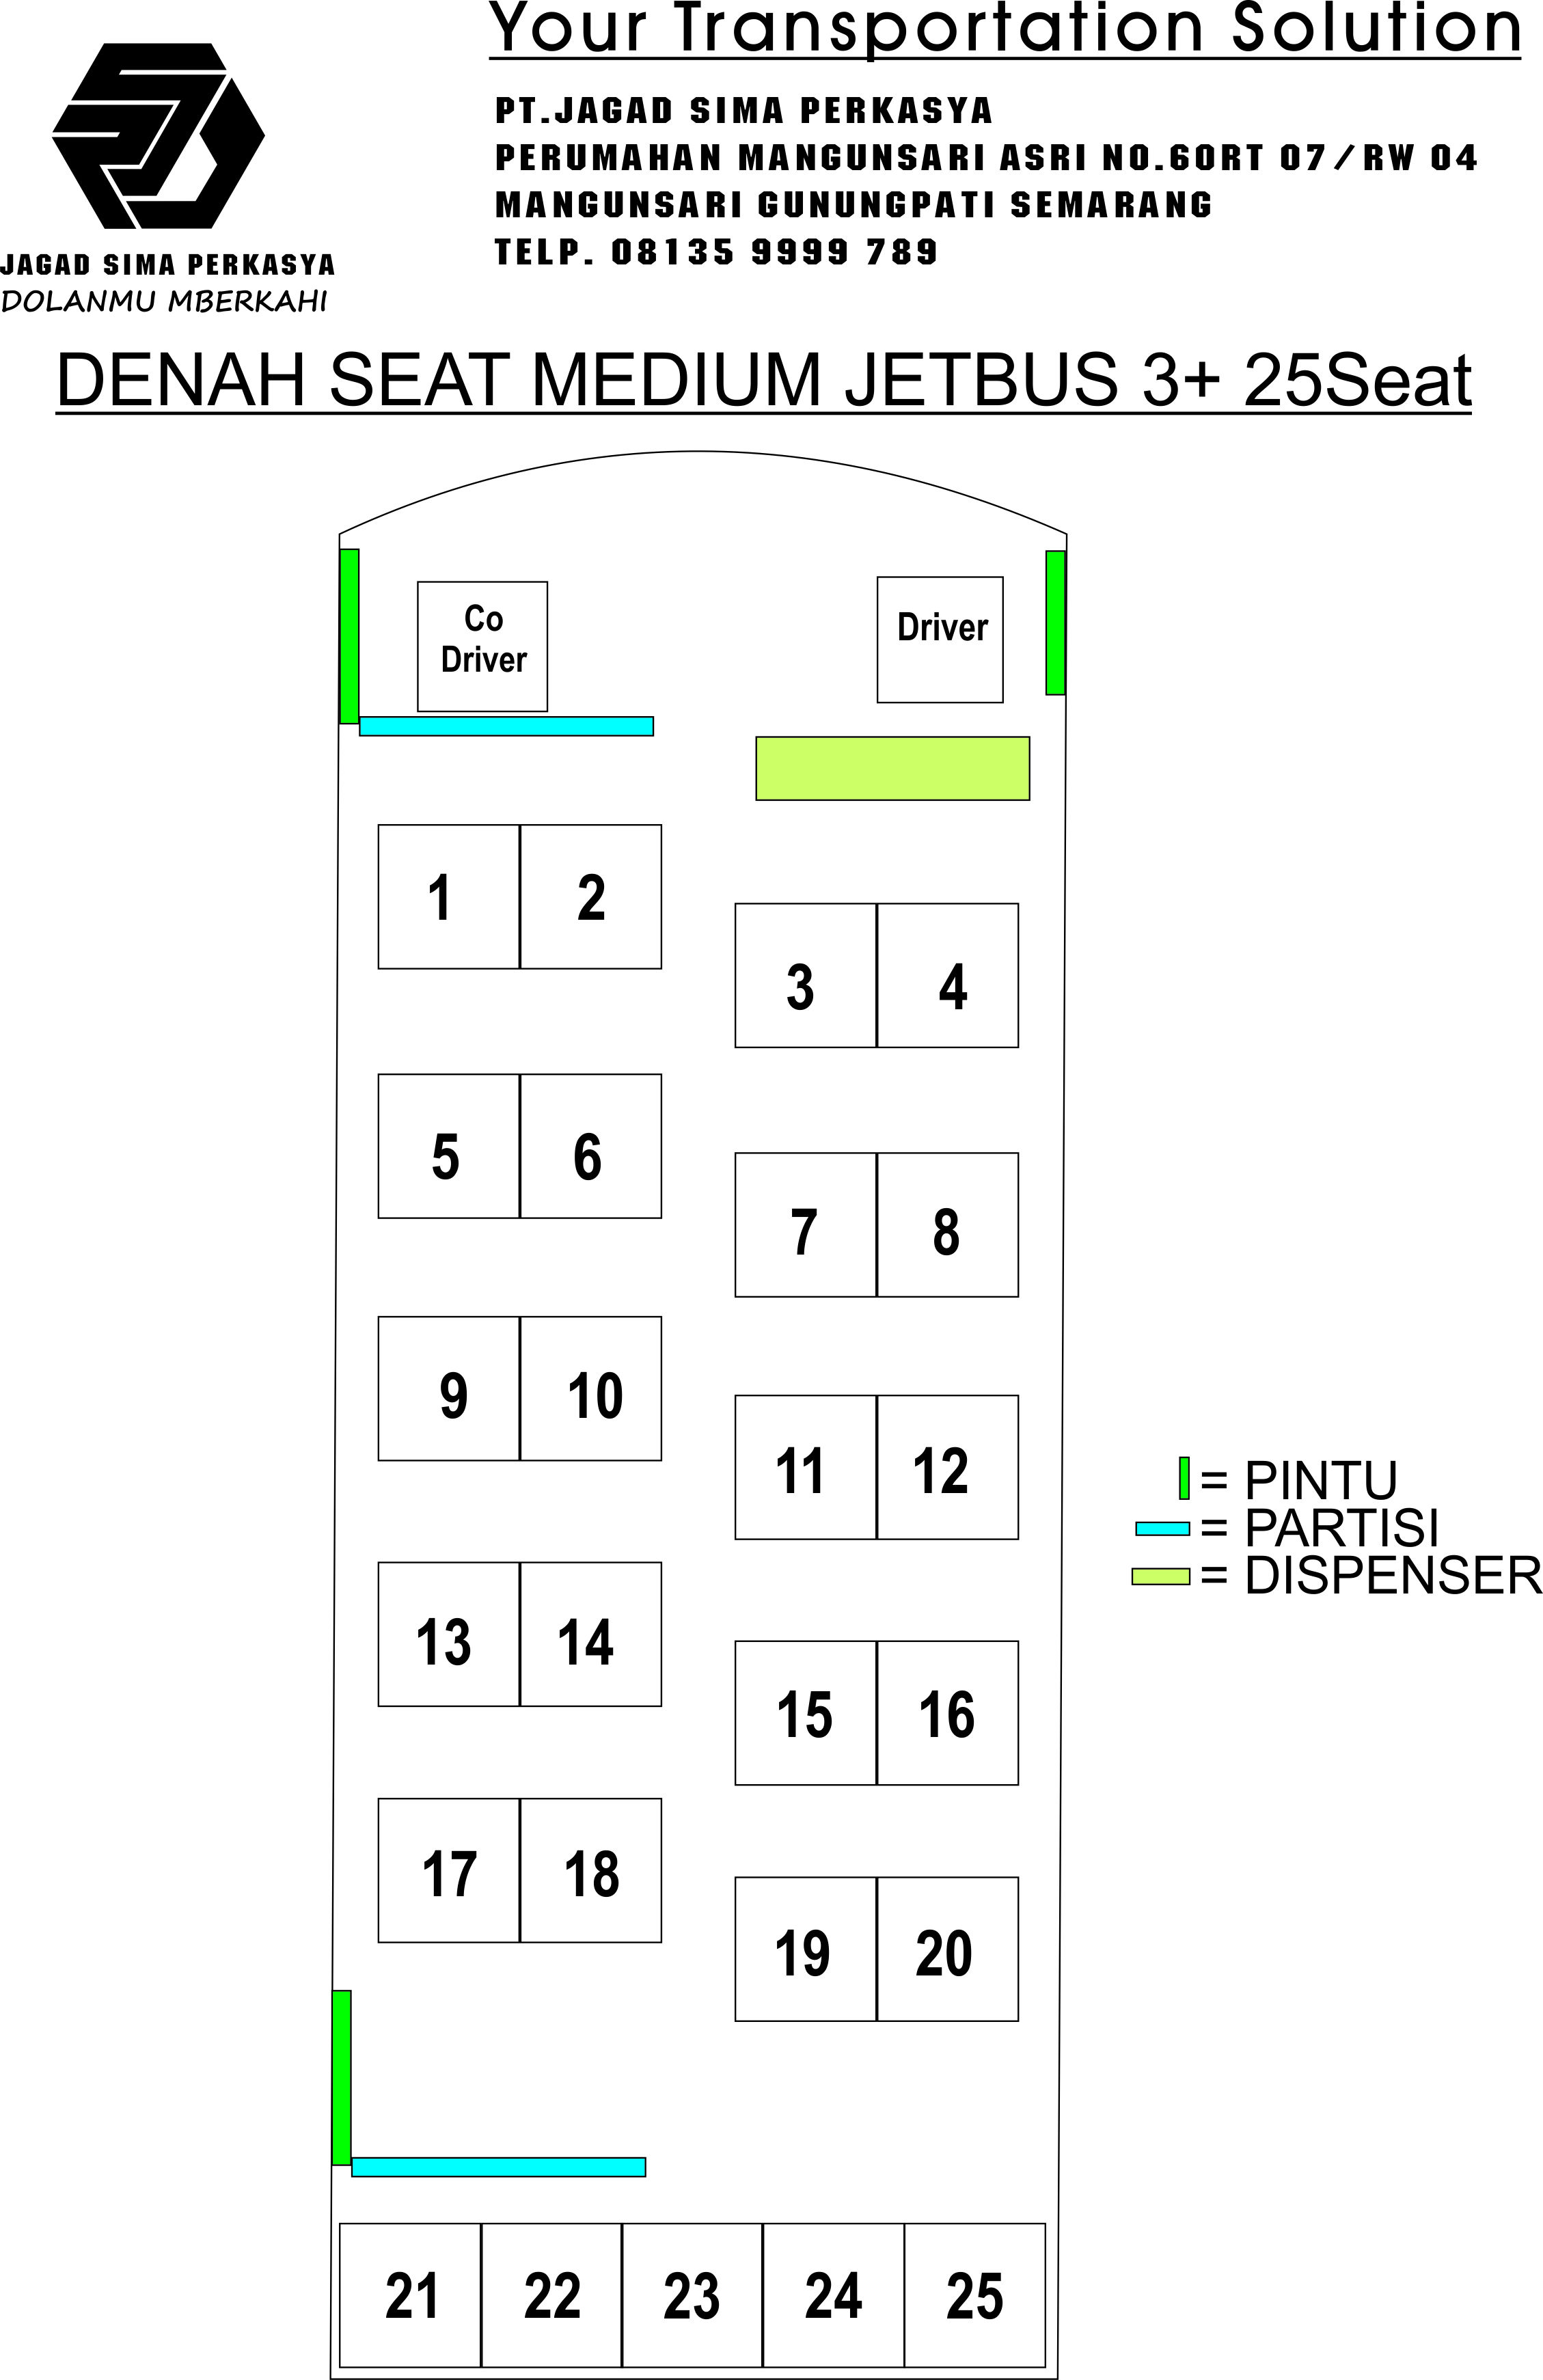 Your Transportation Solution
PT.JAGAD SIMA PERKASYA
PERUMAHAN MANGUNSARI ASRI NO.60RT 07/RW 04
MANGUNSARI GUNUNGPATI SEMARANG
TELP. 08135 9999 789
JAGAD SIMA PERKASYA
DOLANMU MBERKAHI
DENAH SEAT MEDIUM JETBUS 3+ 25Seat
Co
Driver
Driver
1 2
3 4
5 6
7 8
9 10
11 12
13 14
15 16
17 18
19 20
21 22 23 24 25
= PINTU
= PARTISI
= DISPENSER